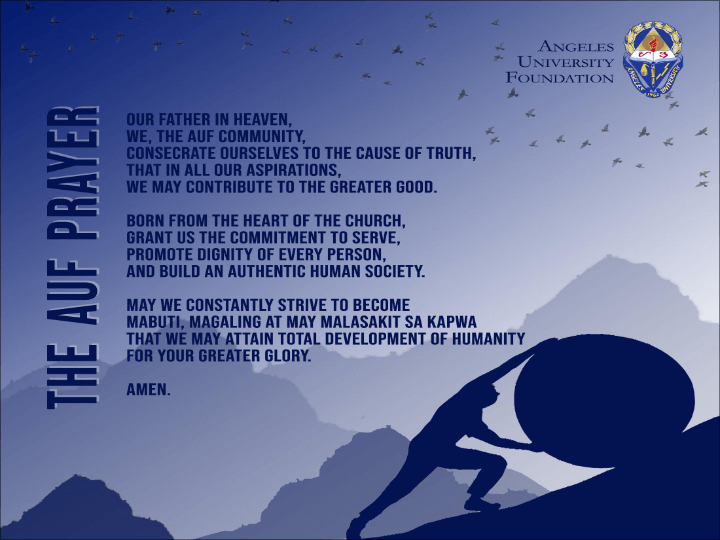 ANGELES
UNIVERSITY
FOUNDATION
THE AUF PRAYER
OUR FATHER IN HEAVEN,
WE, THE AUF COMMUNITY,
CONSECRATE OURSELVES TO THE CAUSE OF TRUTH,
THAT IN ALL OUR ASPIRATIONS,
WE MAY CONTRIBUTE TO THE GREATER GOOD.
BORN FROM THE HEART OF THE CHURCH,
GRANT US THE COMMITMENT TO SERVE,
PROMOTE DIGNITY OF EVERY PERSON,
AND BUILD AN AUTHENTIC HUMAN SOCIETY.
MAY WE CONSTANTLY STRIVE TO BECOME
MABUTI, MAGALING AT MAY MALASAKIT SA KAPWA
THAT WE MAY ATTAIN TOTAL DEVELOPMENT OF HUMANITY
FOR YOUR GREATER GLORY.
AMEN.